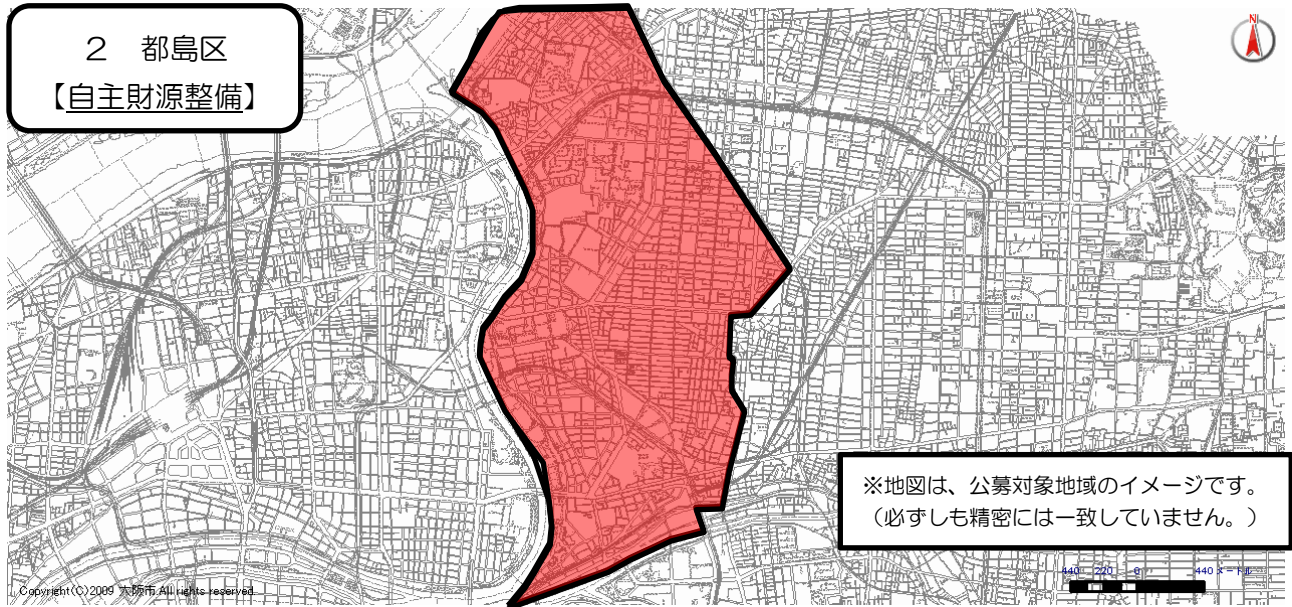 ２　都島区
【自主財源整備】
N
※地図は、公募対象地域のイメージです。
（必ずしも精密には一致していません。）
440 220 0 440 メートル
Copyright(C)2009 大阪市 All rights reserved.